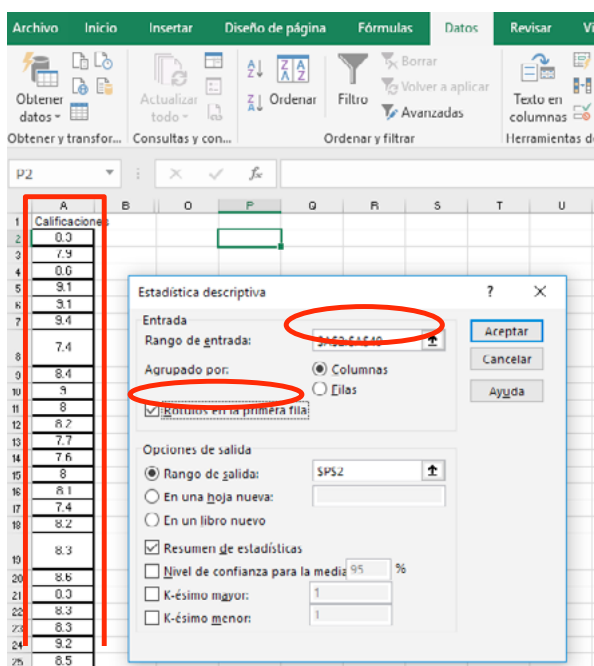 Archivo Inicio Insertar Diseño de página Fórmulas Datos Revisar
Obtener datos
Actualizar todo
Ordenar
Filtro
Borrar
Volver a aplicar
Avanzadas
Texto en columnas
Obtener y transfor... Consultas y con... Ordenar y filtrar Herramientas d
P2 fx
A B O P Q R S T U
1 Calificaciones
2 0.3
3 7.9
4 0.6
5 9.1
6 9.1
7 9.4
8 7.4
9 8.4
10 9
11 8
12 8.2
13 7.7
14 7.6
15 8
16 8.1
17 7.4
18 8.2
19 8.3
20 8.6
21 0.3
22 8.3
23 8.3
24 9.2
25 8.5
Estadística descriptiva ? ×
Entrada
Rango de entrada:
Aceptar
Agrupado por: Columnas
Cancelar
Filas
Ayuda
Rótulos en la primera fila
Opciones de salida
Rango de salida: $P$2
En una hoja nueva:
En un libro nuevo
Resumen de estadísticas
Nivel de confianza para la media 95 %
K-ésimo mayor: 1
K-ésimo menor: 1